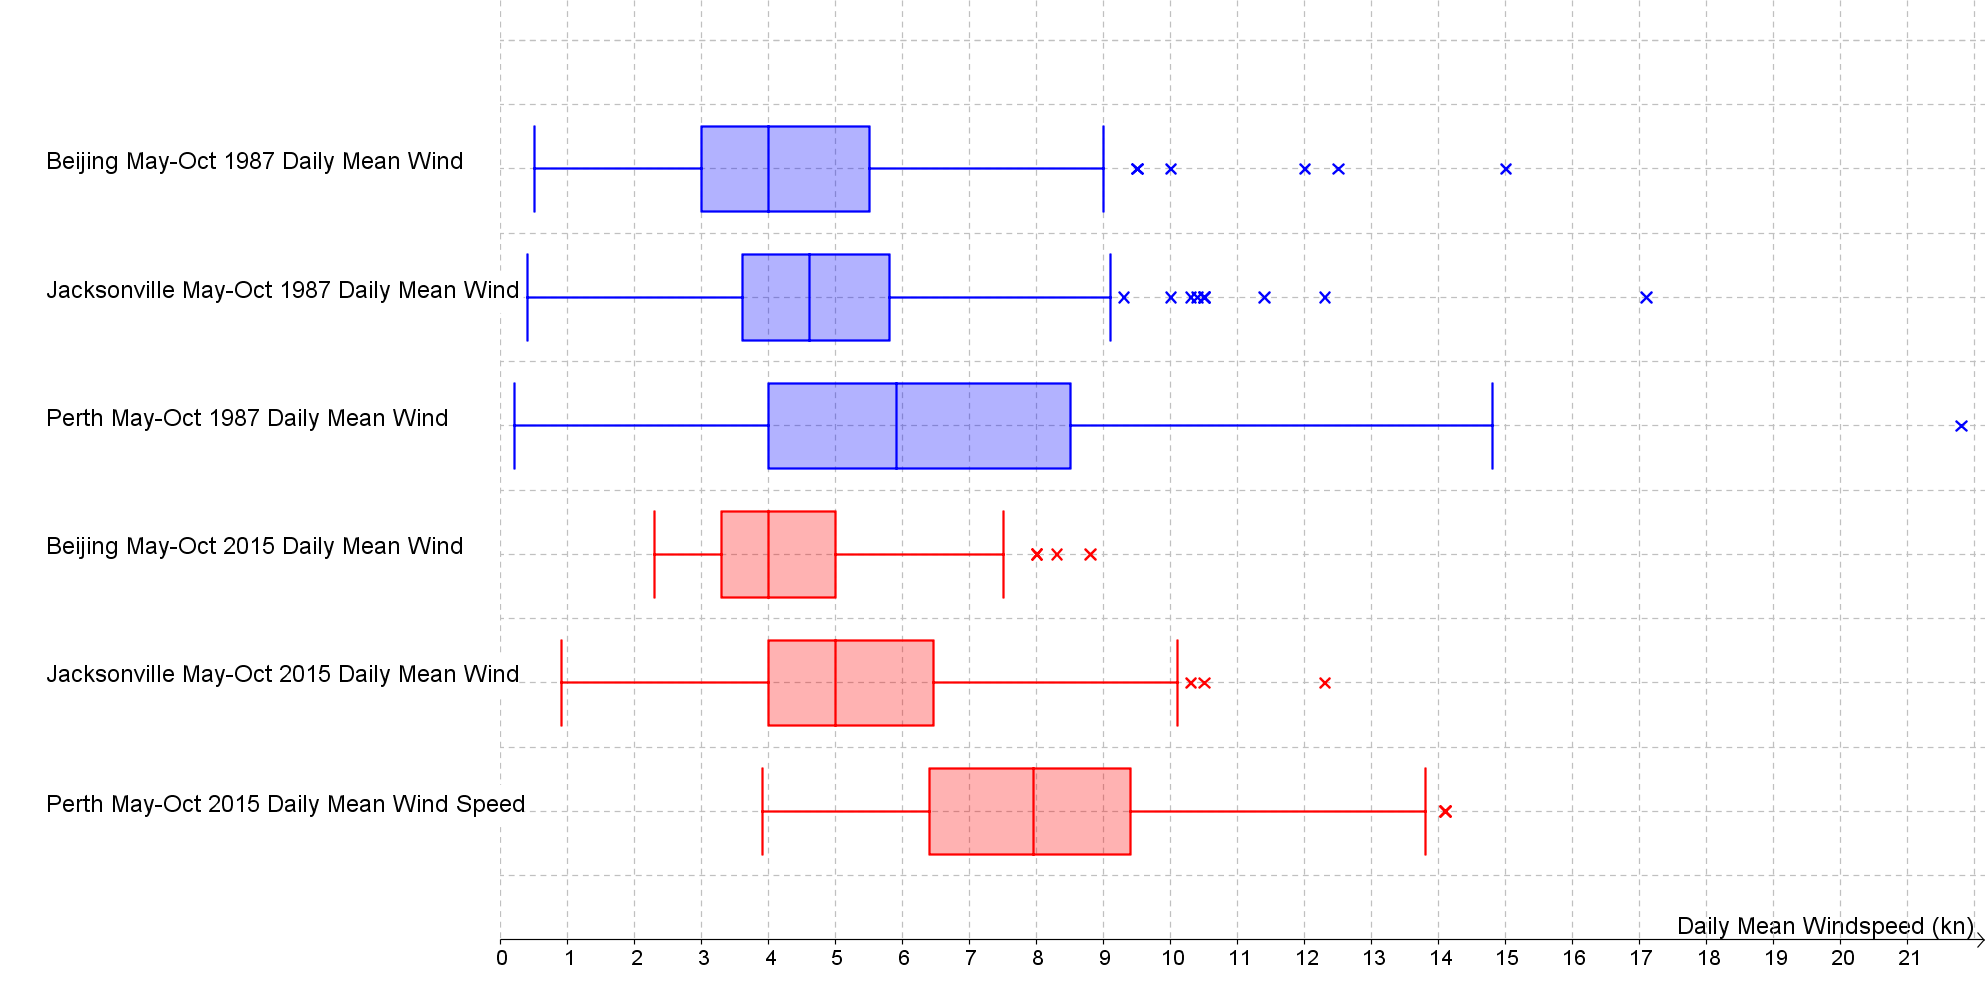 Beijing May-Oct 1987 Daily Mean Wind
Jacksonville May-Oct 1987 Daily Mean Wind
Perth May-Oct 1987 Daily Mean Wind
Beijing May-Oct 2015 Daily Mean Wind
Jacksonville May-Oct 2015 Daily Mean Wind
Perth May-Oct 2015 Daily Mean Wind Speed
Daily Mean Windspeed (kn)
0 1 2 3 4 5 6 7 8 9 10 11 12 13 14 15 16 17 18 19 20 21